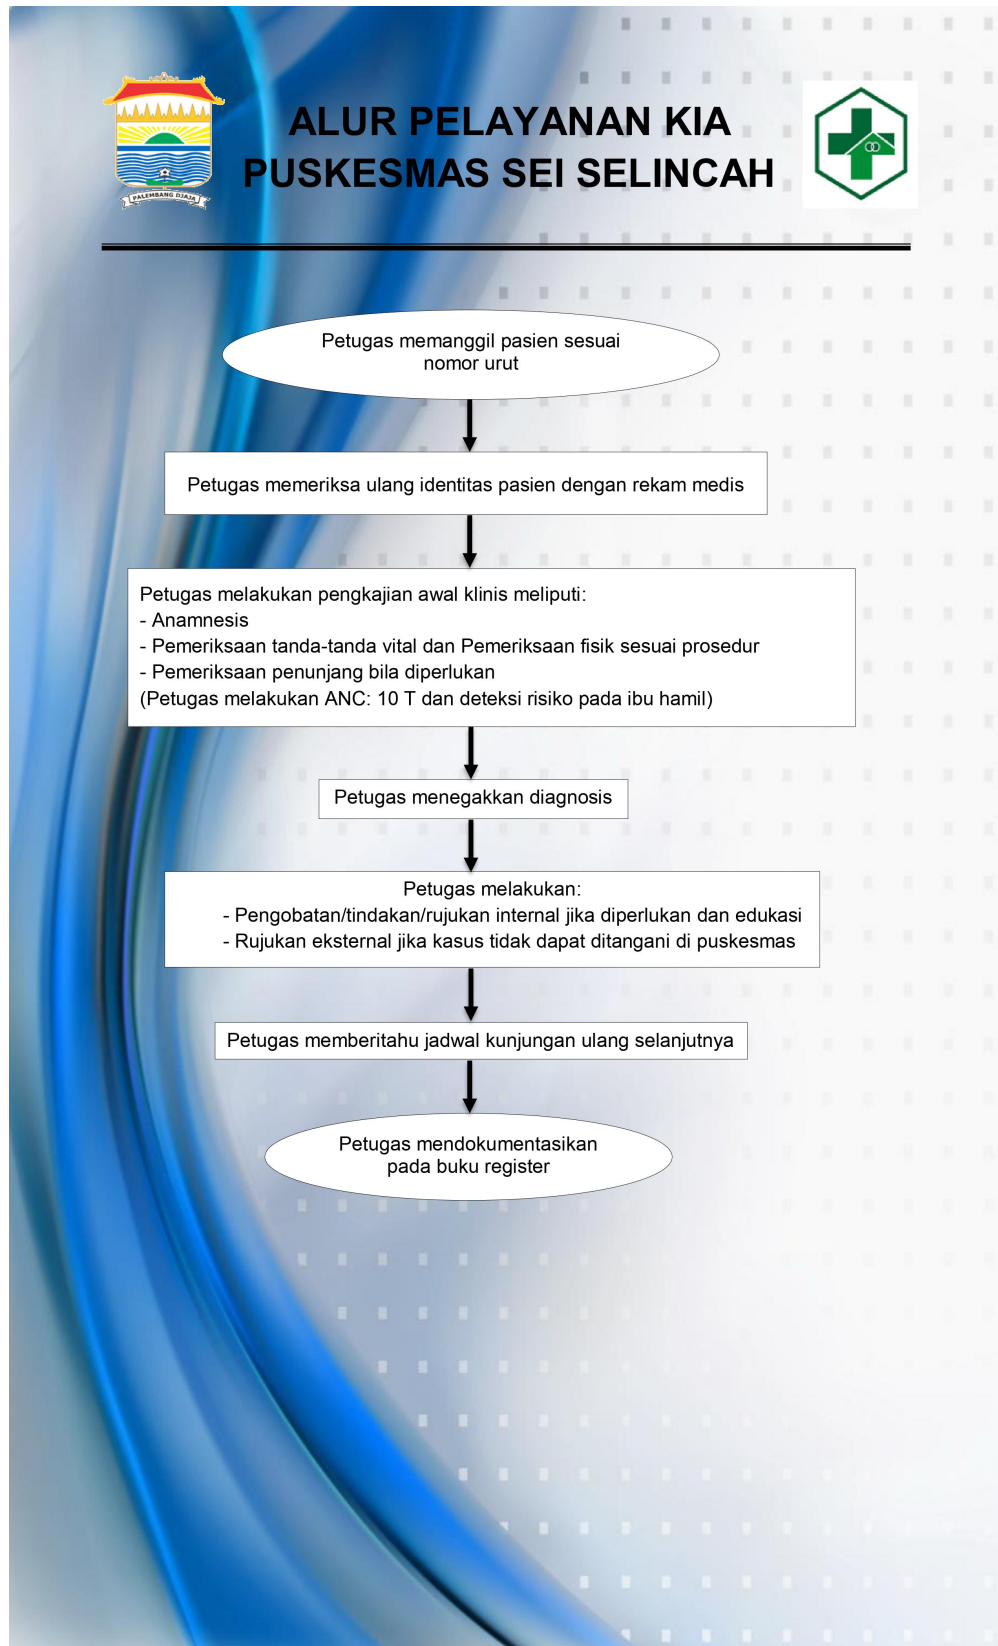 ALUR PELAYANAN KIA
PUSKESMAS SEI SELINCAH
PALEMBANG DJAJA
Petugas memanggil pasien sesuai
nomor urut
Petugas memeriksa ulang identitas pasien dengan rekam medis
Petugas melakukan pengkajian awal klinis meliputi:
- Anamnesis
- Pemeriksaan tanda-tanda vital dan Pemeriksaan fisik sesuai prosedur
- Pemeriksaan penunjang bila diperlukan
(Petugas melakukan ANC: 10 T dan deteksi risiko pada ibu hamil)
Petugas menegakkan diagnosis
Petugas melakukan:
- Pengobatan/tindakan/rujukan internal jika diperlukan dan edukasi
- Rujukan eksternal jika kasus tidak dapat ditangani di puskesmas
Petugas memberitahu jadwal kunjungan ulang selanjutnya
Petugas mendokumentasikan
pada buku register